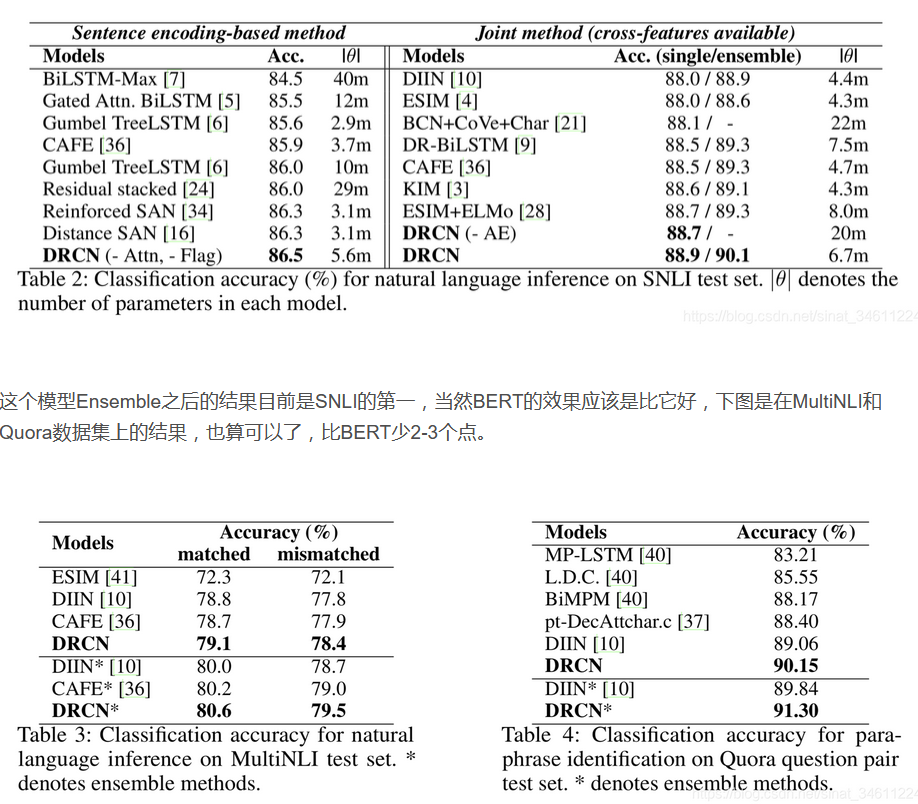 Sentence encoding-based method Joint method (cross-features available)
Models Acc. |θ| Models Acc. (single/ensemble) |θ|
BiLSTM-Max [7] 84.5 40m DIIN [10] 88.0 / 88.9 4.4m
Gated Attn. BiLSTM [5] 85.5 12m ESIM [4] 88.0 / 88.6 4.3m
Gumbel TreeLSTM [6] 85.6 2.9m BCN+CoVe+Char [21] 88.1 / - 22m
CAFE [36] 85.9 3.7m DR-BiLSTM [9] 88.5 / 89.3 7.5m
Gumbel TreeLSTM [6] 86.0 10m CAFE [36] 88.5 / 89.3 4.7m
Residual stacked [24] 86.0 29m KIM [3] 88.6 / 89.1 4.3m
Reinforced SAN [34] 86.3 3.1m ESIM+ELMo [28] 88.7 / 89.3 8.0m
Distance SAN [16] 86.3 3.1m DRCN (- AE) 88.7 / - 20m
DRCN (- Attn, - Flag) 86.5 5.6m DRCN 88.9 / 90.1 6.7m
Table 2: Classification accuracy (%) for natural language inference on SNLI test set. |θ| denotes the
number of parameters in each model.
https://blog.csdn.net/sinat_34611224
这个模型Ensemble之后的结果目前是SNLI的第一，当然BERT的效果应该是比它好，下图是在MultiNLI和
Quora数据集上的结果，也算可以了，比BERT少2-3个点。
Models Accuracy (%)
matched mismatched
ESIM [41] 72.3 72.1
DIIN [10] 78.8 77.8
CAFE [36] 78.7 77.9
DRCN 79.1 78.4
DIIN* [10] 80.0 78.7
CAFE* [36] 80.2 79.0
DRCN* 80.6 79.5
Table 3: Classification accuracy for natural
language inference on MultiNLI test set. *
denotes ensemble methods.
Models Accuracy (%)
MP-LSTM [40] 83.21
L.D.C. [40] 85.55
BiMPM [40] 88.17
pt-DecAttchar.c [37] 88.40
DIIN [10] 89.06
DRCN 90.15
DIIN* [10] 89.84
DRCN* 91.30
Table 4: Classification accuracy for para-
phrase identification on Quora question pair
test set. * denotes ensemble methods.
https://blog.csdn.net/sinat_34611224